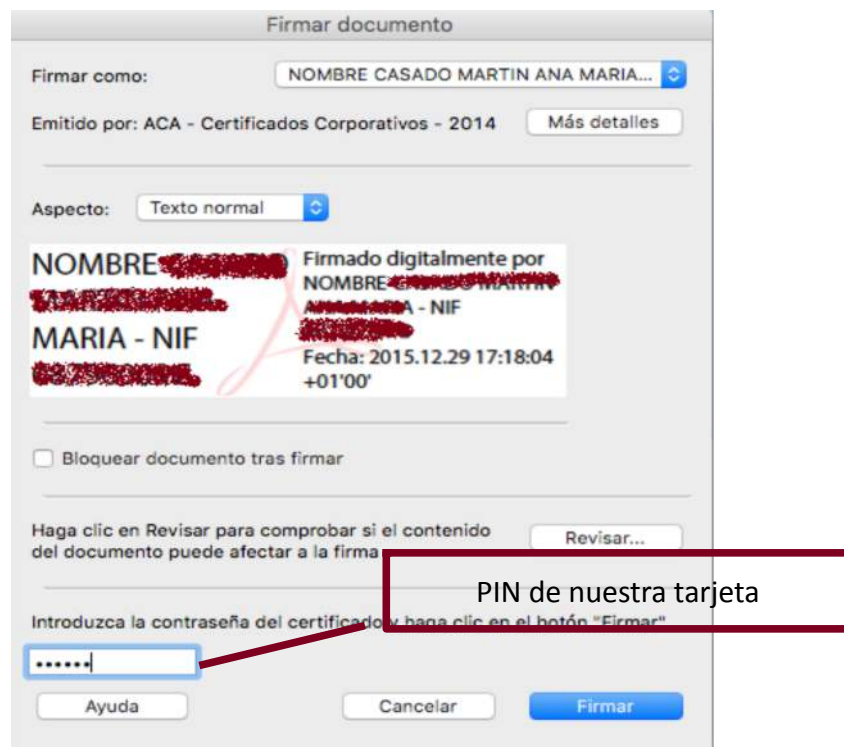 Firmar documento
Firmar como: NOMBRE CASADO MARTIN ANA MARIA...
Emitido por: ACA - Certificados Corporativos - 2014 Más detalles
Aspecto: Texto normal
NOMBRE
MARIA - NIF
Firmado digitalmente por
NOMBRE
- NIF
Fecha: 2015.12.29 17:18:04
+01'00'
Bloquear documento tras firmar
Haga clic en Revisar para comprobar si el contenido
del documento puede afectar a la firma
Revisar...
PIN de nuestra tarjeta
Introduzca la contraseña del certificado y haga clic en el botón "Firmar"
••••••
Ayuda Cancelar Firmar